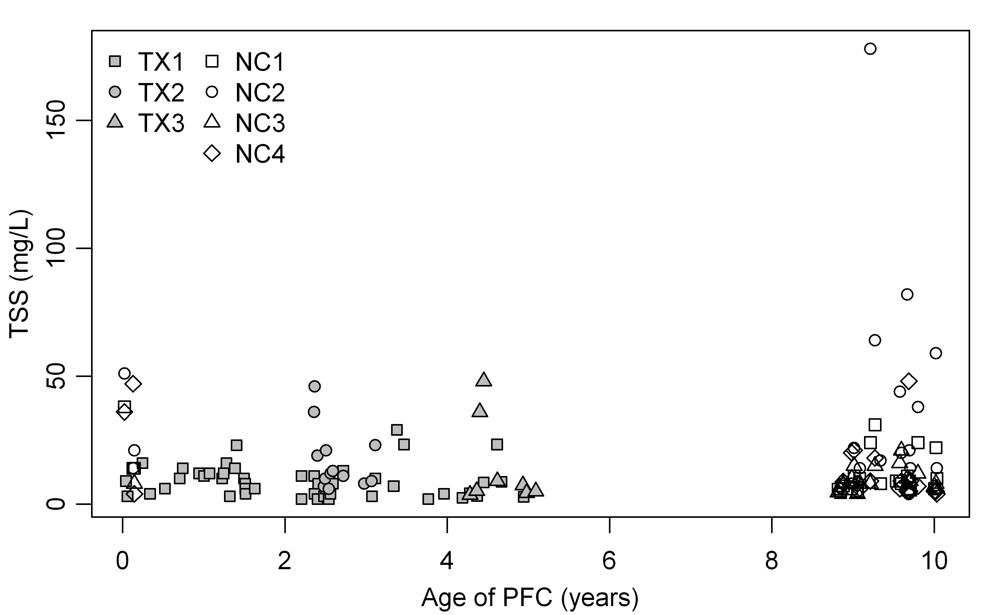 TX1 NC1
TX2 NC2
TX3 NC3
NC4
TSS (mg/L)
150
100
50
0
0 2 4 6 8 10
Age of PFC (years)